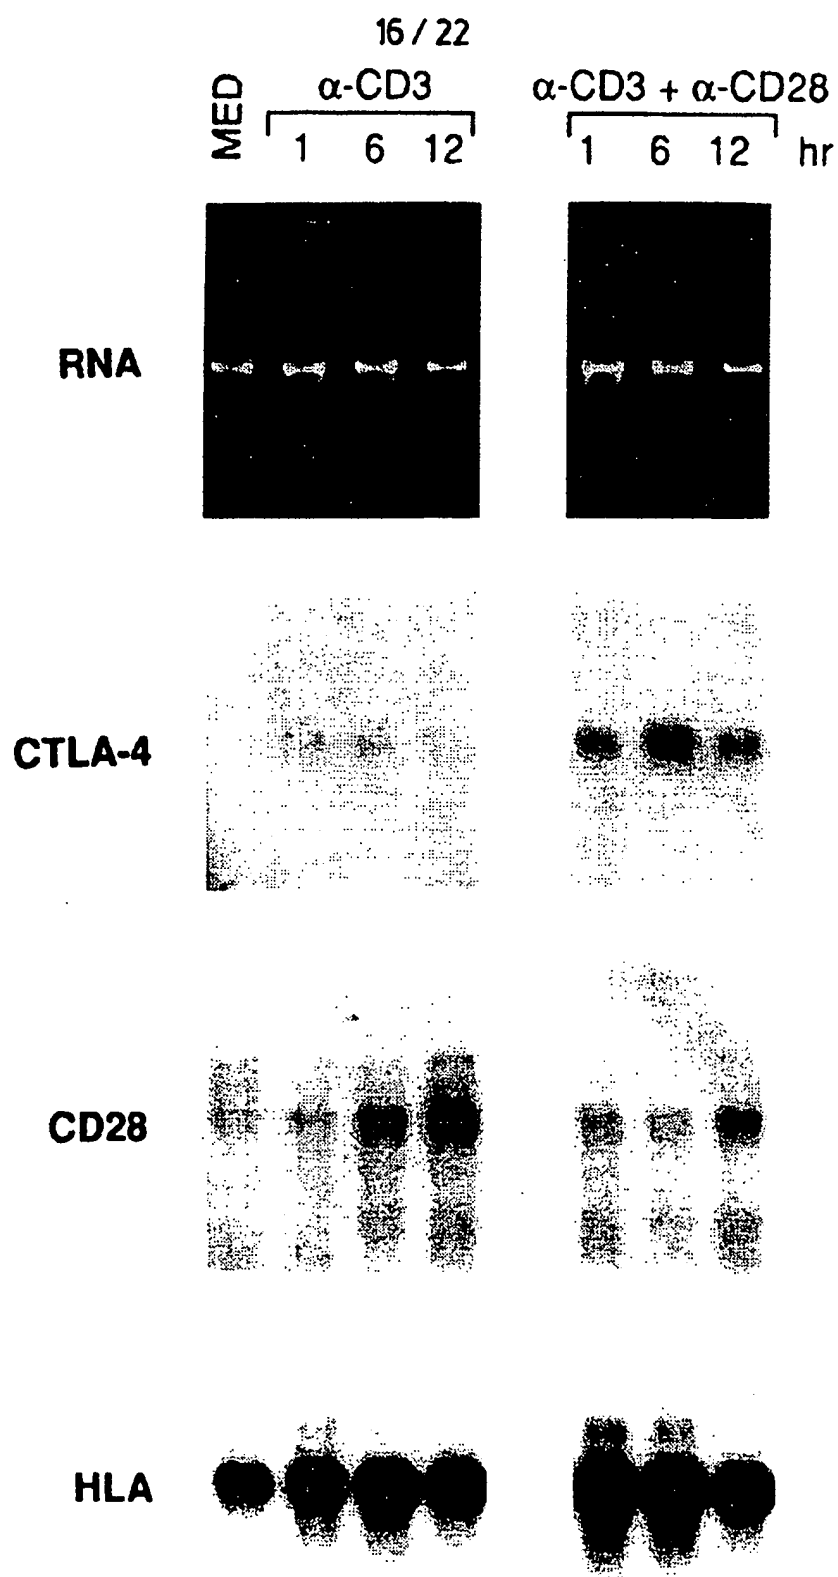 16 / 22
MED
α-CD3
α-CD3 + α-CD28
1 6 12
1 6 12 hr
RNA
CTLA-4
CD28
HLA